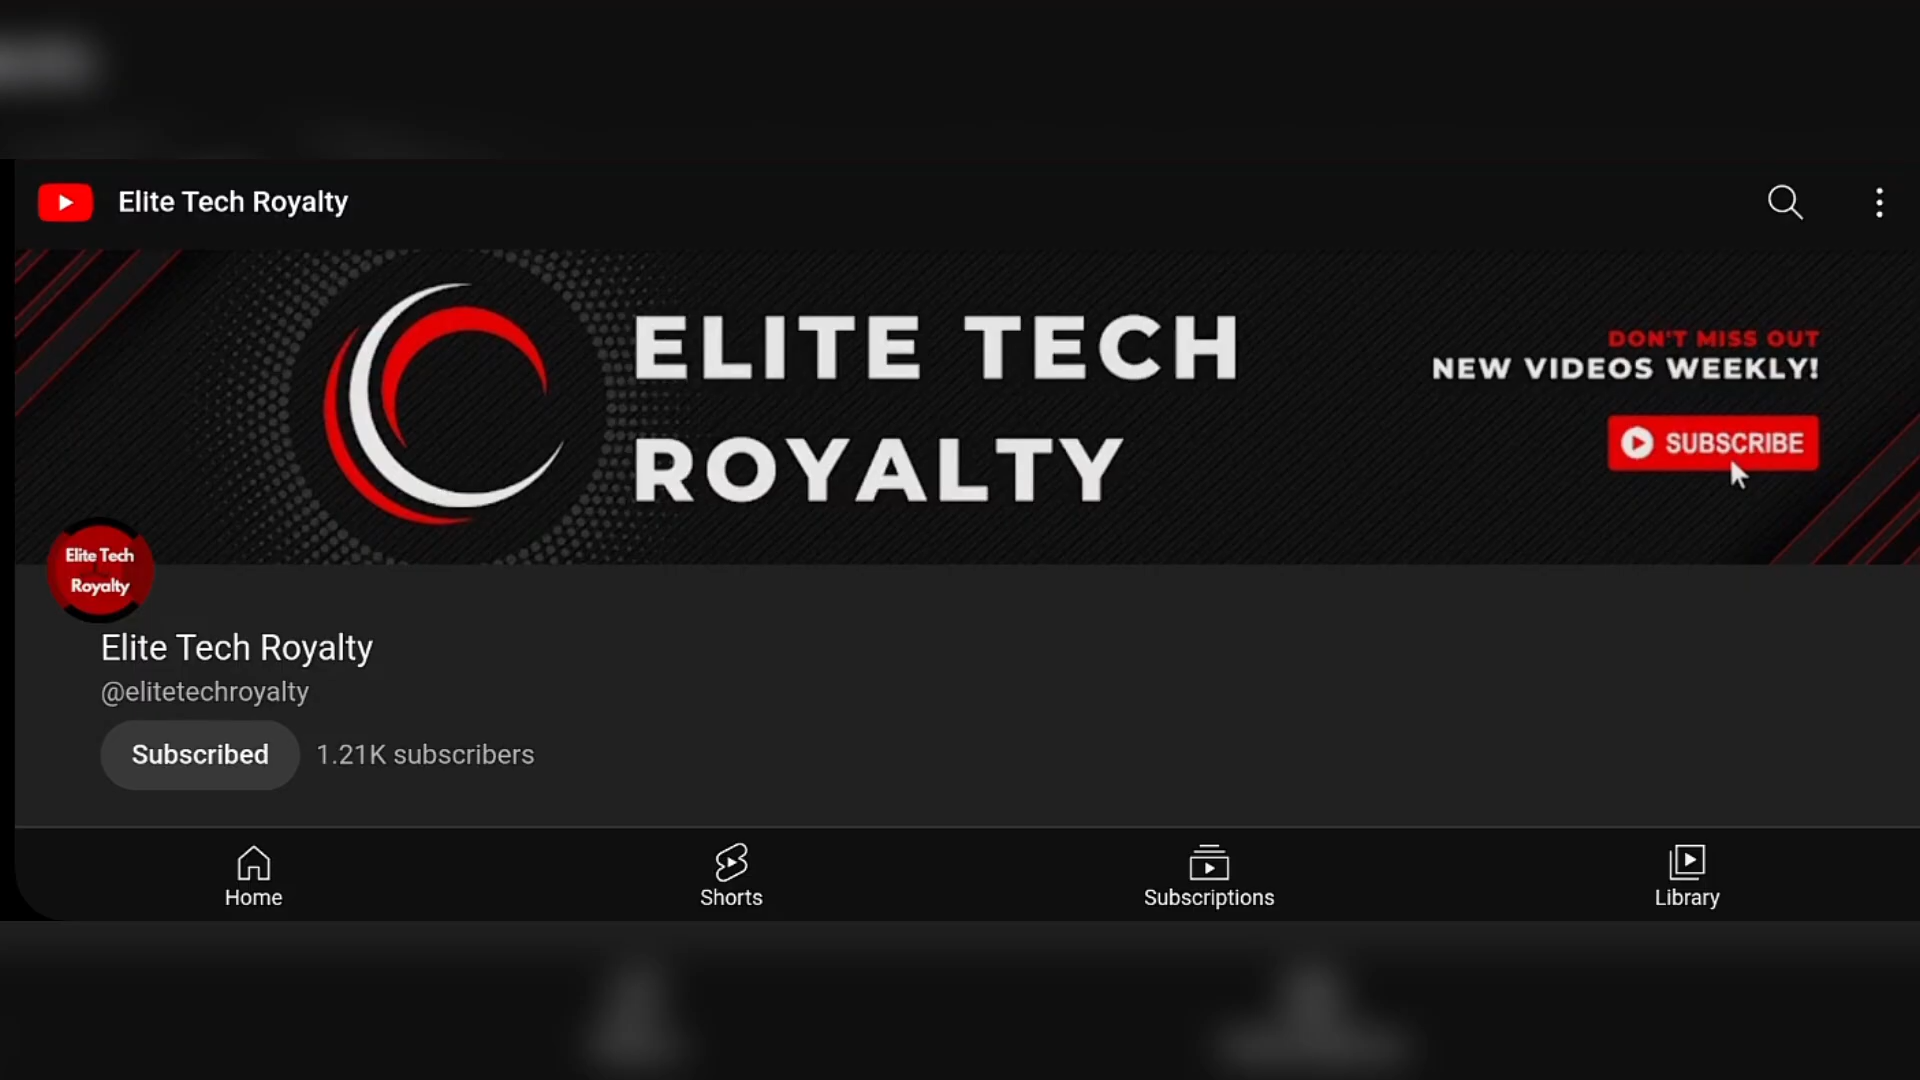 Elite Tech Royalty
ELITE TECH
ROYALTY
DON'T MISS OUT
NEW VIDEOS WEEKLY!
SUBSCRIBE
Elite Tech
Royalty
Elite Tech Royalty
@elitetechroyalty
Subscribed 1.21K subscribers
Home Shorts Subscriptions Library